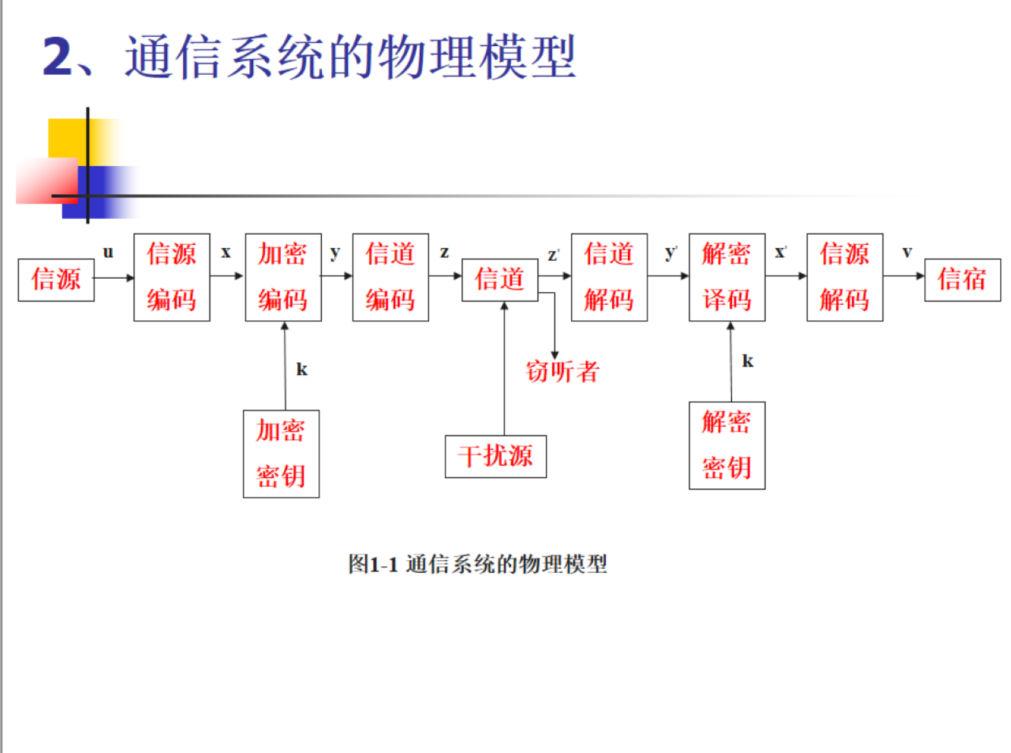 2、通信系统的物理模型
u
x
y
z
z'
y'
x'
v
信源
信源
编码
加密
编码
信道
编码
信道
信道
解码
解密
译码
信源
解码
信宿
k
窃听者
k
加密
密钥
干扰源
解密
密钥
图1-1 通信系统的物理模型